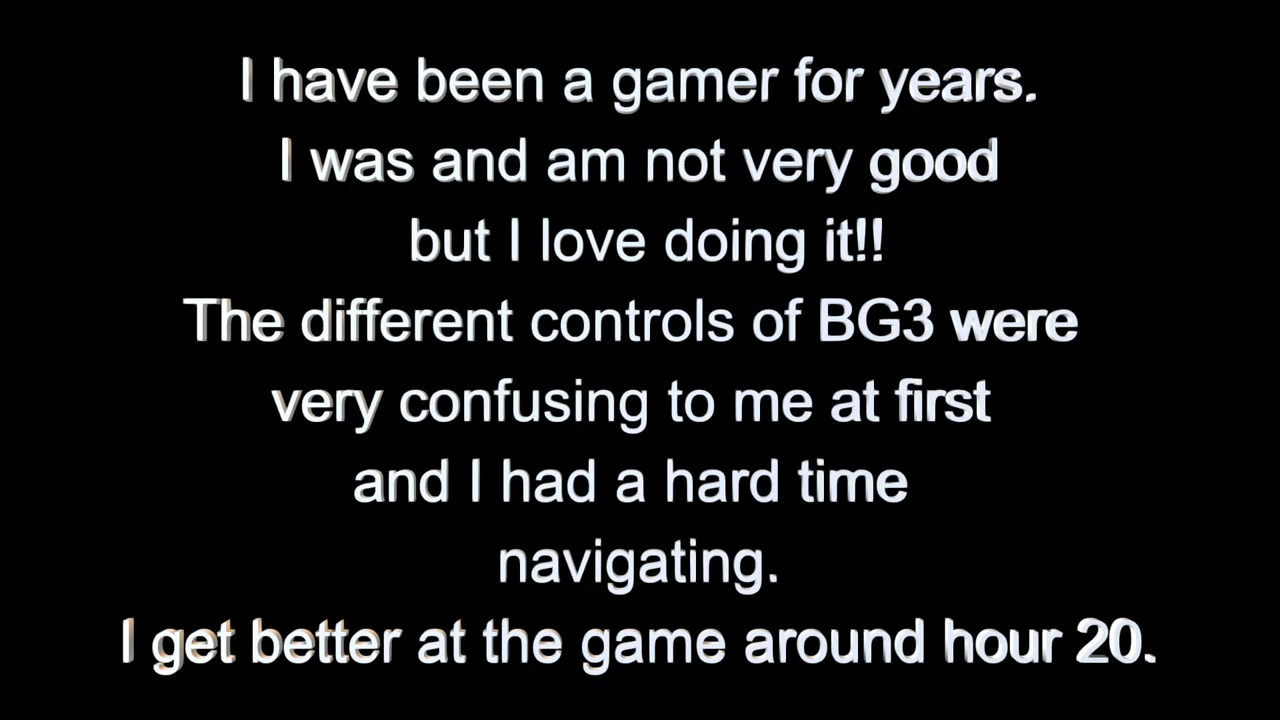 I have been a gamer for years.
I was and am not very good
but I love doing it!!
The different controls of BG3 were
very confusing to me at first
and I had a hard time
navigating.
I get better at the game around hour 20.